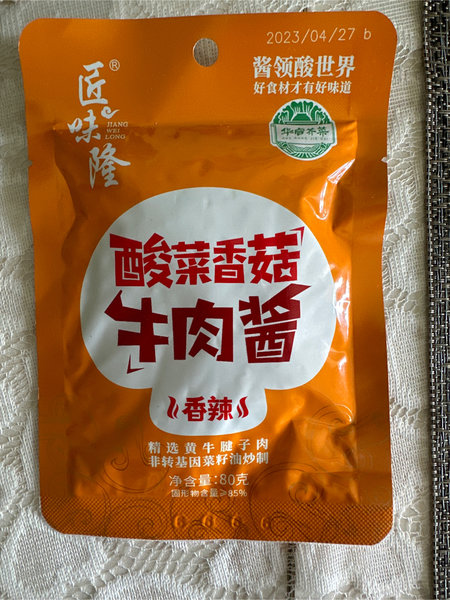 2023/04/27 b
酱领酸世界
好食材才有好味道
匠味隆®
JIANG
WEI
LONG
华容芥菜
酸菜香菇
牛肉酱
香辣
精选黄牛腱子肉
非转基因菜籽油炒制
净含量:80克
固形物含量≥85%